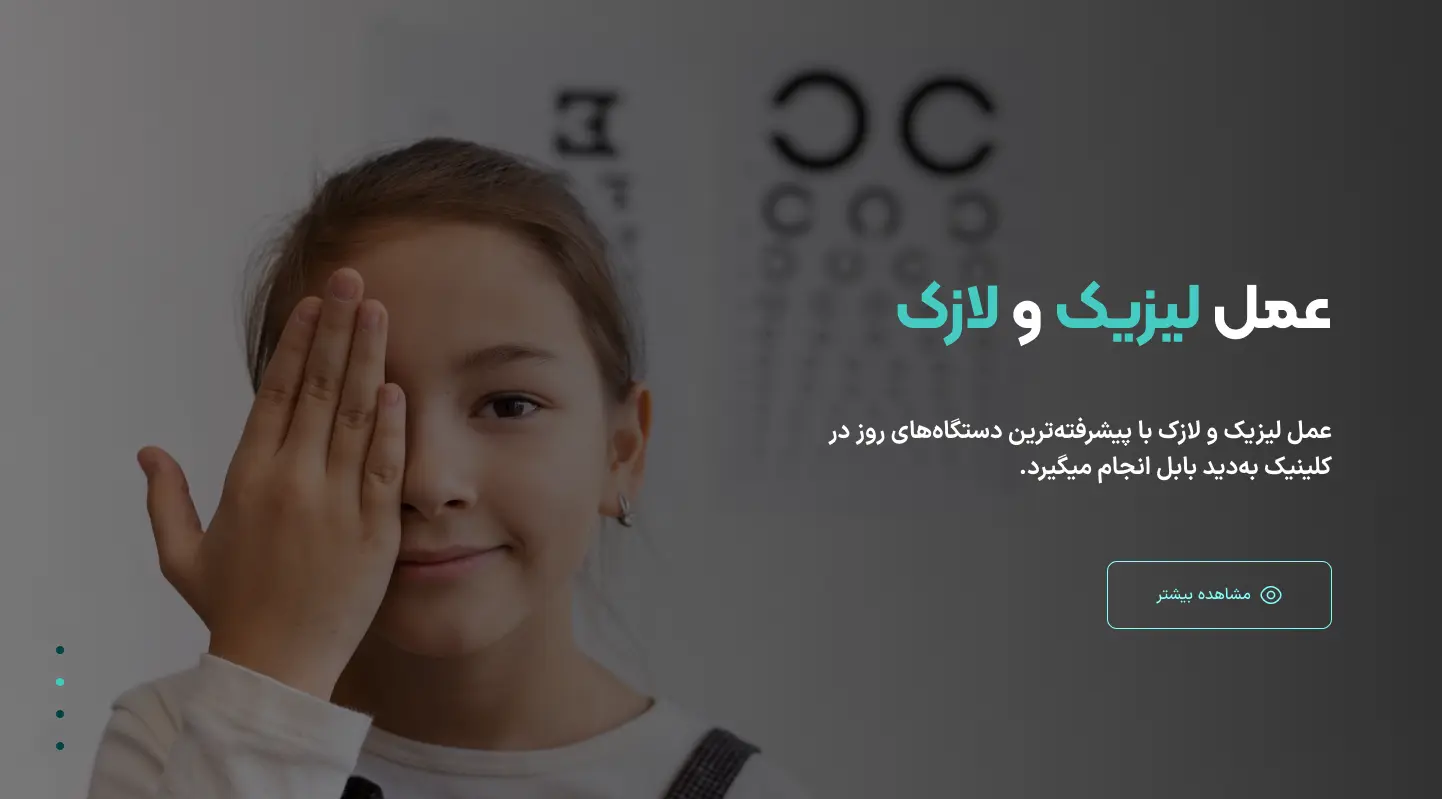 عمل لیزیک و لازک
عمل لیزیک و لازک با پیشرفته‌ترین دستگاه‌های روز در
کلینیک به‌دید بابل انجام میگیرد.
مشاهده بیشتر